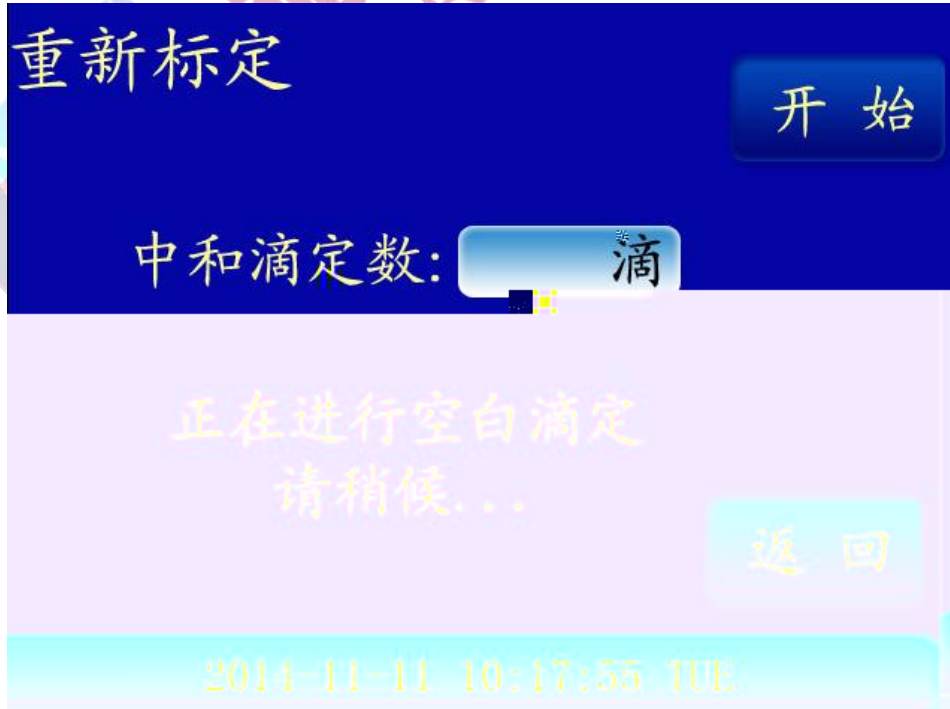 重新标定
开 始
中和滴定数: 滴
正在进行空白滴定
请稍候...
返 回
2014-11-11 10:17:55 TUE